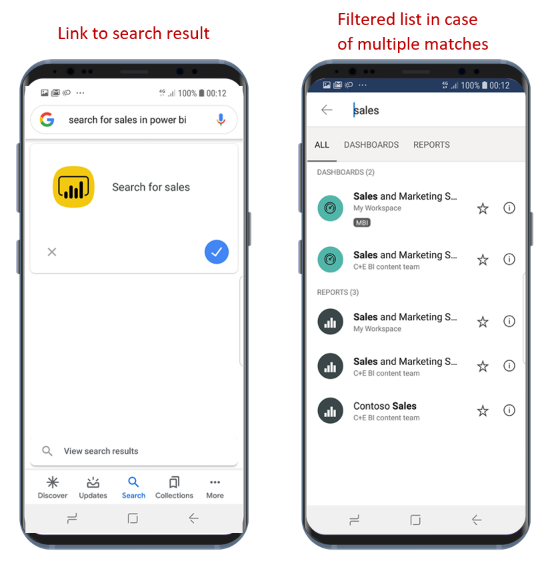 Link to search result
Filtered list in case
of multiple matches
4G 100% 00:12
search for sales in power bi
Search for sales
View search results
Discover Updates Search Collections More
4G 100% 00:12
sales
ALL DASHBOARDS REPORTS
DASHBOARDS (2)
Sales and Marketing S...
My Workspace
MBI
Sales and Marketing S...
C+E BI content team
REPORTS (3)
Sales and Marketing S...
My Workspace
Sales and Marketing S...
C+E BI content team
Contoso Sales
C+E BI content team